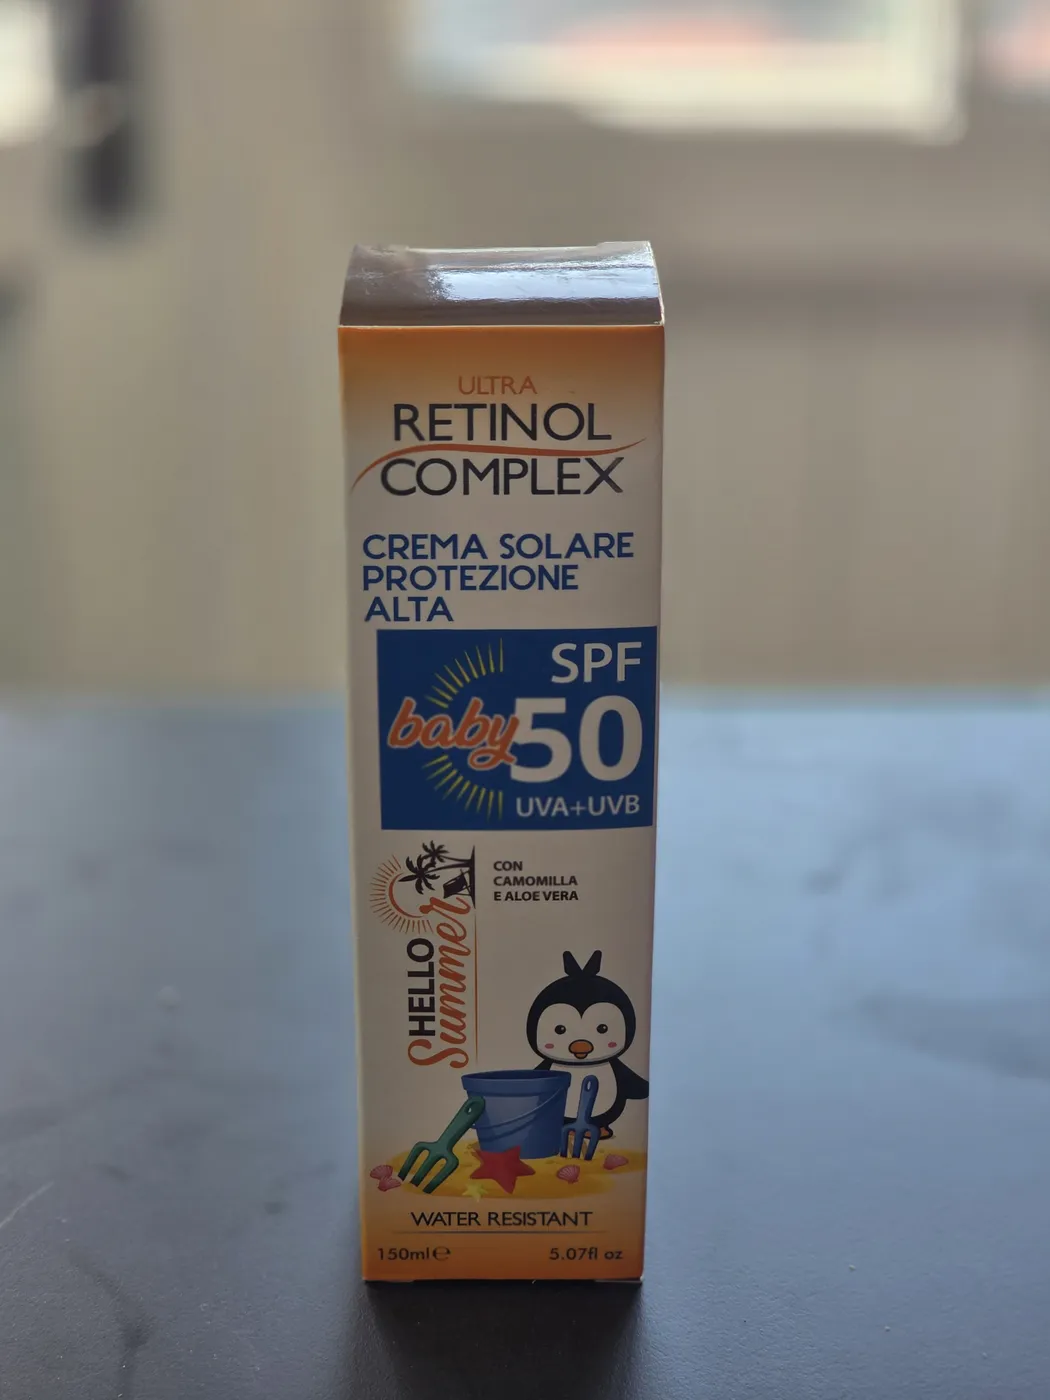 ULTRA
RETINOL
COMPLEX
CREMA SOLARE
PROTEZIONE
ALTA
SPF
baby 50
UVA+UVB
CON
CAMOMILLA
E ALOE VERA
HELLO
Summer
WATER RESISTANT
150ml ℮ 5.07fl oz